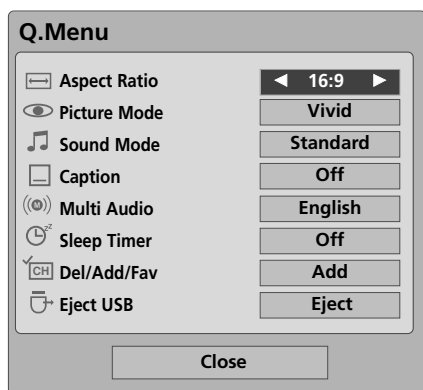 Q.Menu
Aspect Ratio ◀ 16:9 ▶
Picture Mode Vivid
Sound Mode Standard
Caption Off
((M)) Multi Audio English
zz Sleep Timer Off
CH Del/Add/Fav Add
Eject USB Eject
Close